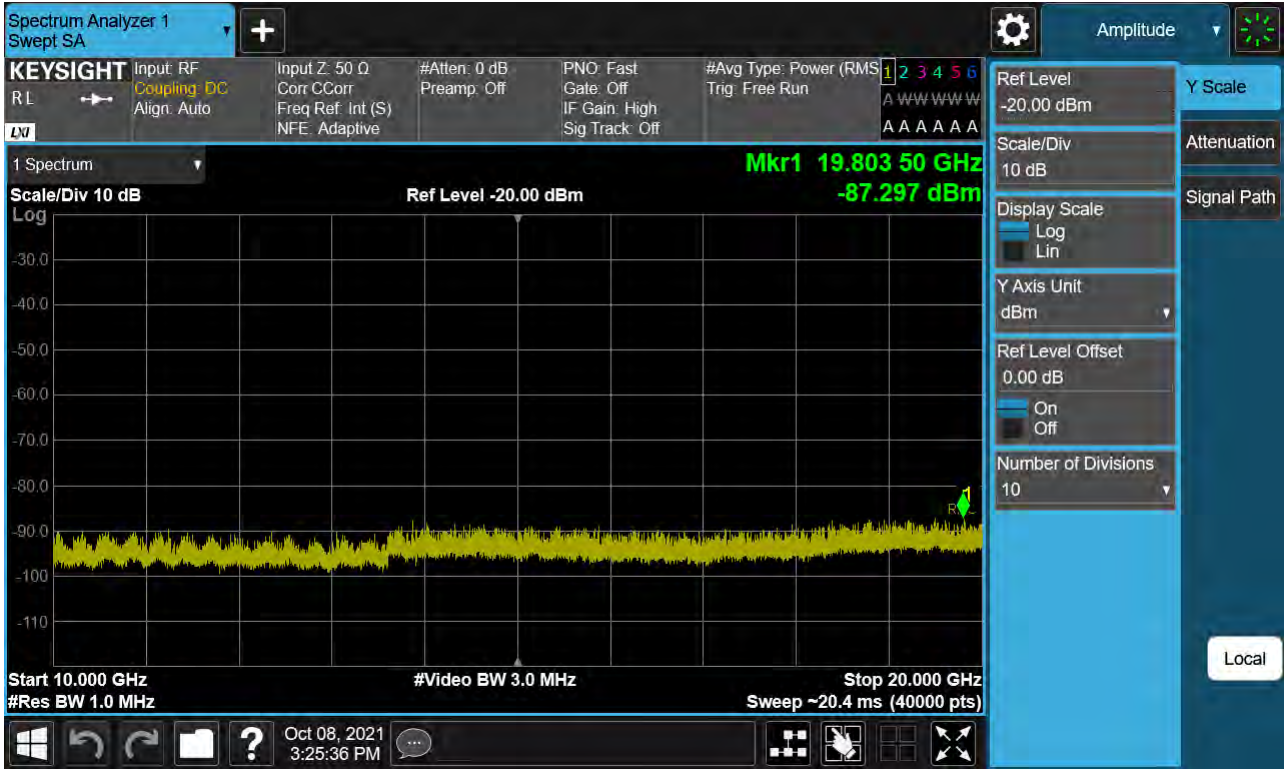 Spectrum Analyzer 1
Swept SA
Amplitude
KEYSIGHT
R L
LXI
Input: RF
Coupling: DC
Align: Auto
Input Z: 50 Ω
Corr CCorr
Freq Ref: Int (S)
NFE: Adaptive
#Atten: 0 dB
Preamp: Off
PNO: Fast
Gate: Off
IF Gain: High
Sig Track: Off
#Avg Type: Power (RMS
Trig: Free Run
1 2 3 4 5 6
A W W W W W
A A A A A A
1 Spectrum
Mkr1 19.803 50 GHz
-87.297 dBm
Scale/Div 10 dB
Ref Level -20.00 dBm
Log
-30.0
-40.0
-50.0
-60.0
-70.0
-80.0
-90.0
-100
-110
1
Start 10.000 GHz
#Video BW 3.0 MHz
Stop 20.000 GHz
#Res BW 1.0 MHz
Sweep ~20.4 ms (40000 pts)
Ref Level
-20.00 dBm
Scale/Div
10 dB
Display Scale
Log
Lin
Y Axis Unit
dBm
Ref Level Offset
0.00 dB
On
Off
Number of Divisions
10
Y Scale
Attenuation
Signal Path
Local
?
Oct 08, 2021
3:25:36 PM